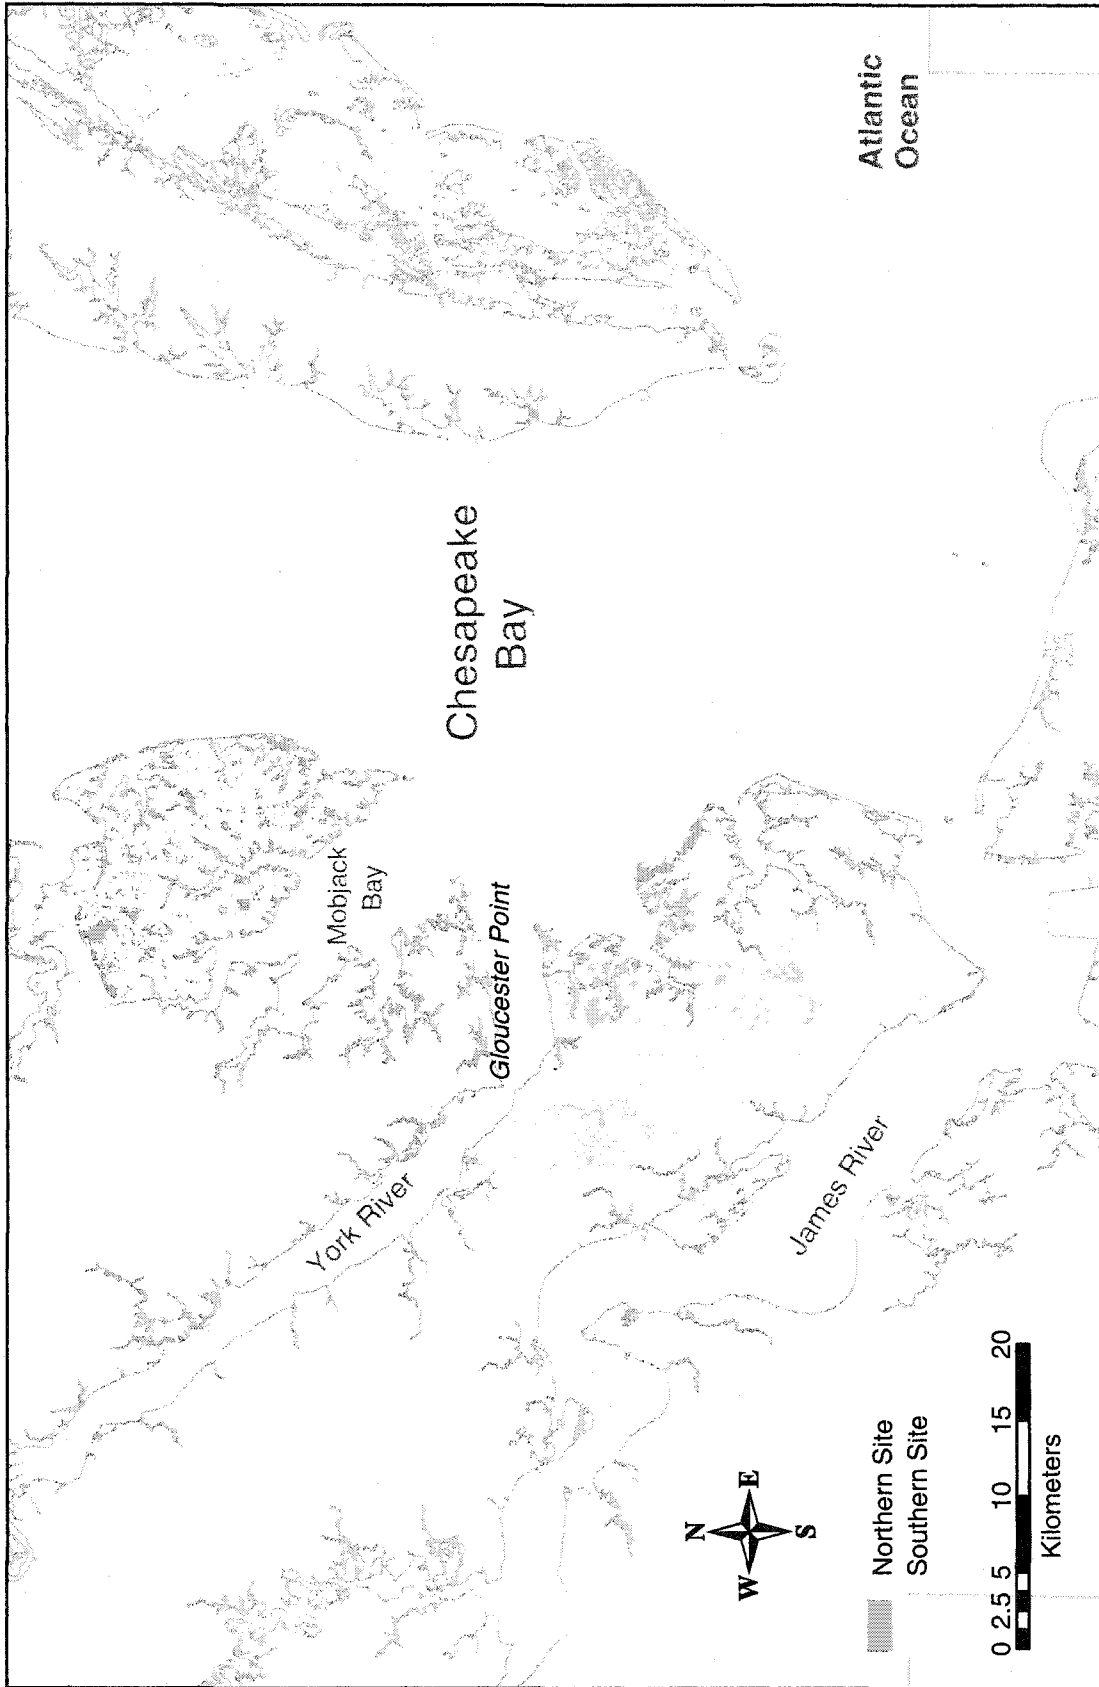 Atlantic
Ocean
Chesapeake
Bay
Mobjack
Bay
Gloucester Point
York River
James River
N
W
E
S
Northern Site
Southern Site
0 2.5 5 10 15 20
Kilometers